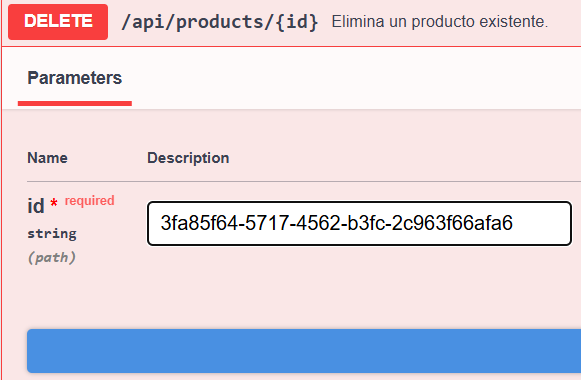 DELETE /api/products/{id} Elimina un producto existente.
Parameters
Name Description
id * required
3fa85f64-5717-4562-b3fc-2c963f66afa6
string
(path)